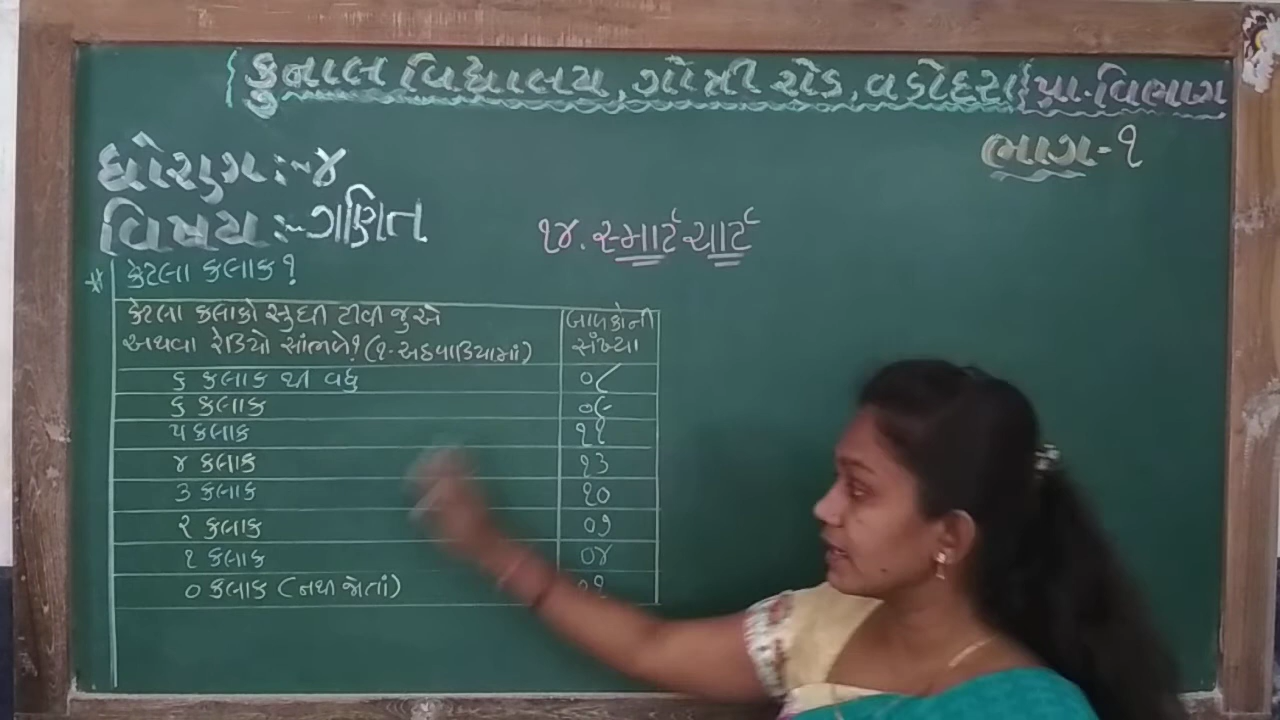 {કુનાલ વિદ્યાલય, ગોત્રી રોડ, વડોદરા{પ્રા.વિભાગ
ભાગ-૧
ધોરણ:-૪
વિષય:-ગણિત
૧૪. સ્માર્ટ ચાર્ટ
* કેટલા કલાક?
કેટલા કલાકો સુધી ટીવી જુએ અથવા રેડિયો સાંભળે? (૧-અઠવાડિયામાં) બાળકોની સંખ્યા
૬ કલાક થી વધુ ૦૮
૬ કલાક ૦૯
૫ કલાક ૧૧
૪ કલાક ૧૩
૩ કલાક ૧૦
૨ કલાક ૦૭
૧ કલાક ૦૪
૦ કલાક (નથી જોતાં)